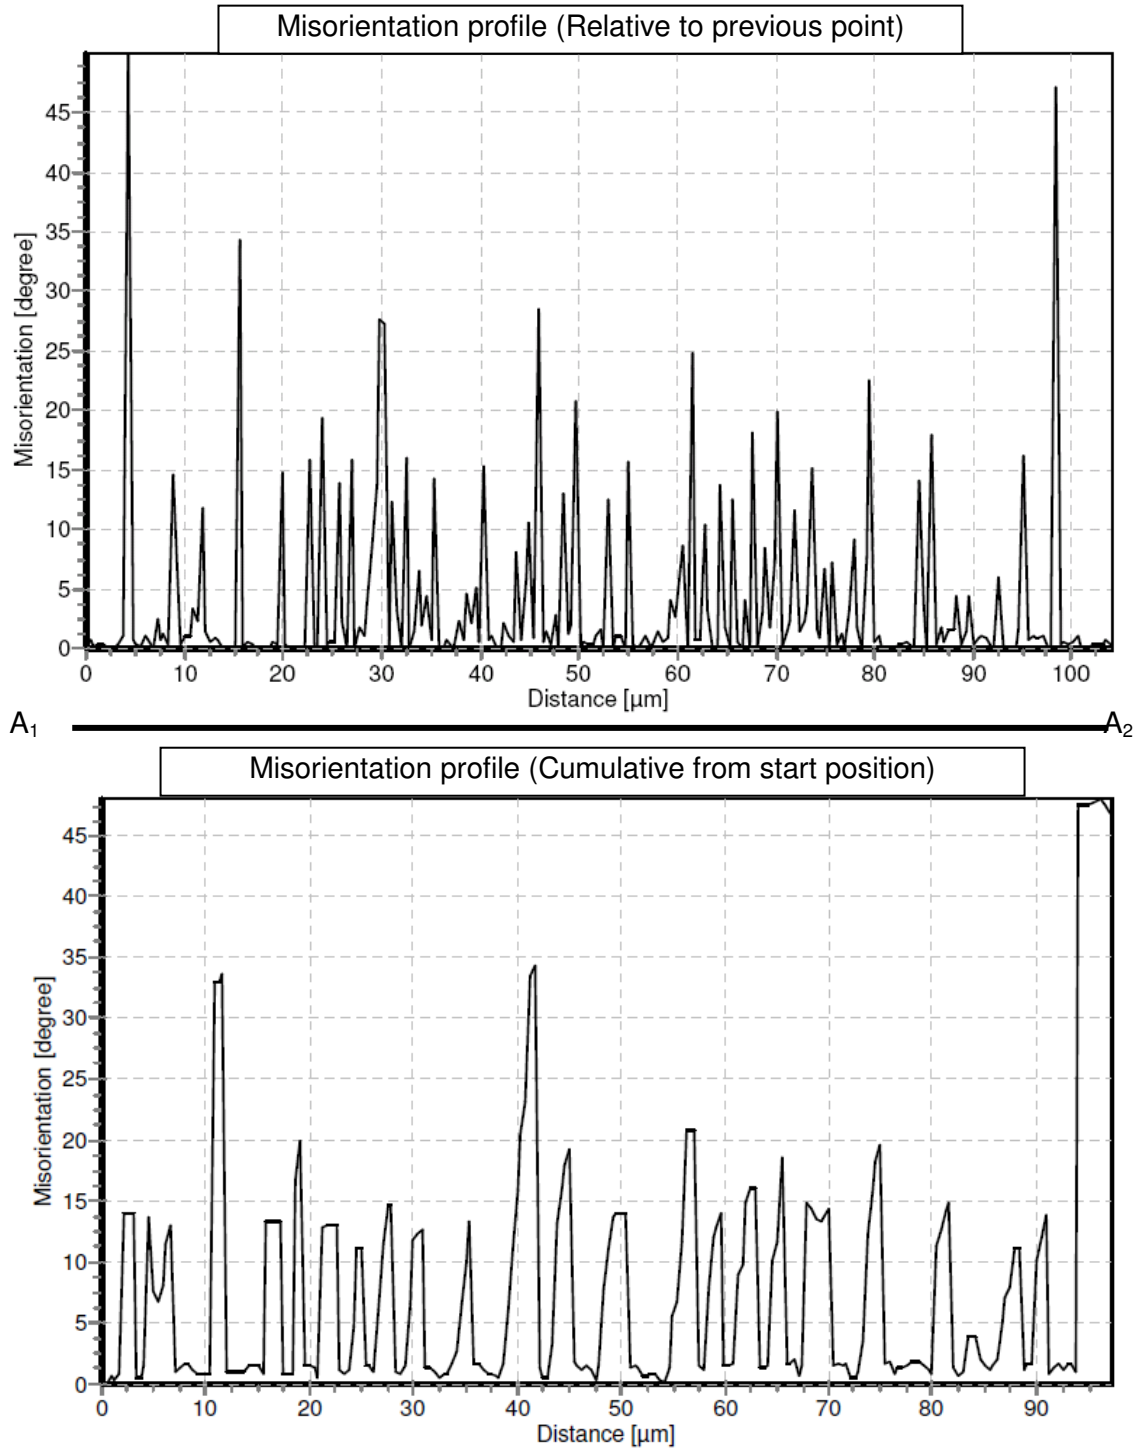 Misorientation profile (Relative to previous point)
Misorientation [degree]
45
40
35
30
25
20
15
10
5
0
0 10 20 30 40 50 60 70 80 90 100
Distance [µm]
A₁ A₂
Misorientation profile (Cumulative from start position)
Misorientation [degree]
45
40
35
30
25
20
15
10
5
0
0 10 20 30 40 50 60 70 80 90
Distance [µm]